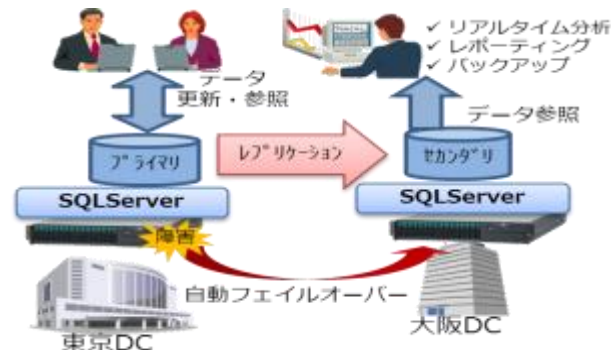 ✓ リアルタイム分析
✓ レポーティング
✓ バックアップ
データ
更新・参照
データ参照
ﾌﾟﾗｲﾏﾘ
ﾚﾌﾟﾘｹｰｼｮﾝ
ｾｶﾝﾀﾞﾘ
SQLServer
SQLServer
障害
自動フェイルオーバー
東京DC
大阪DC